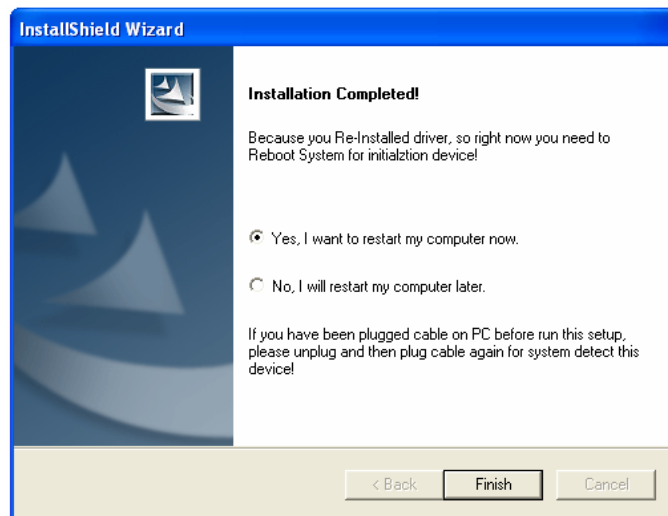 InstallShield Wizard
Installation Completed!
Because you Re-Installed driver, so right now you need to
Reboot System for initialztion device!
Yes, I want to restart my computer now.
No, I will restart my computer later.
If you have been plugged cable on PC before run this setup,
please unplug and then plug cable again for system detect this
device!
< Back
Finish
Cancel